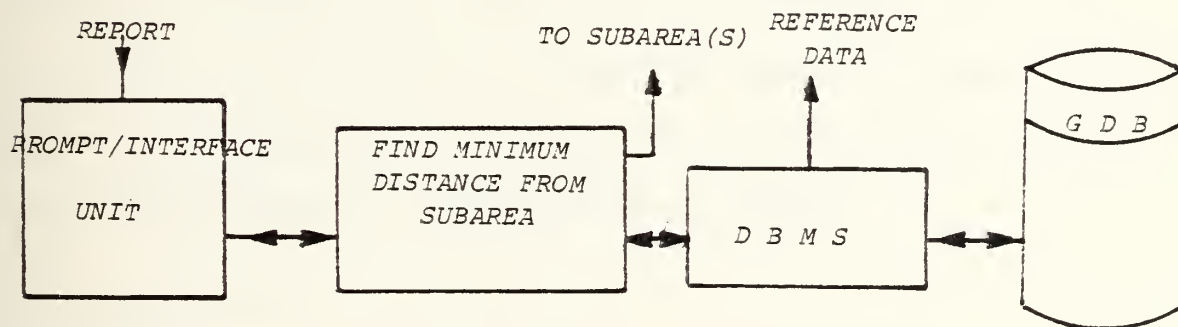 REPORT
TO SUBAREA(S)
REFERENCE
DATA
PROMPT/INTERFACE
UNIT
FIND MINIMUM
DISTANCE FROM
SUBAREA
D B M S
G D B